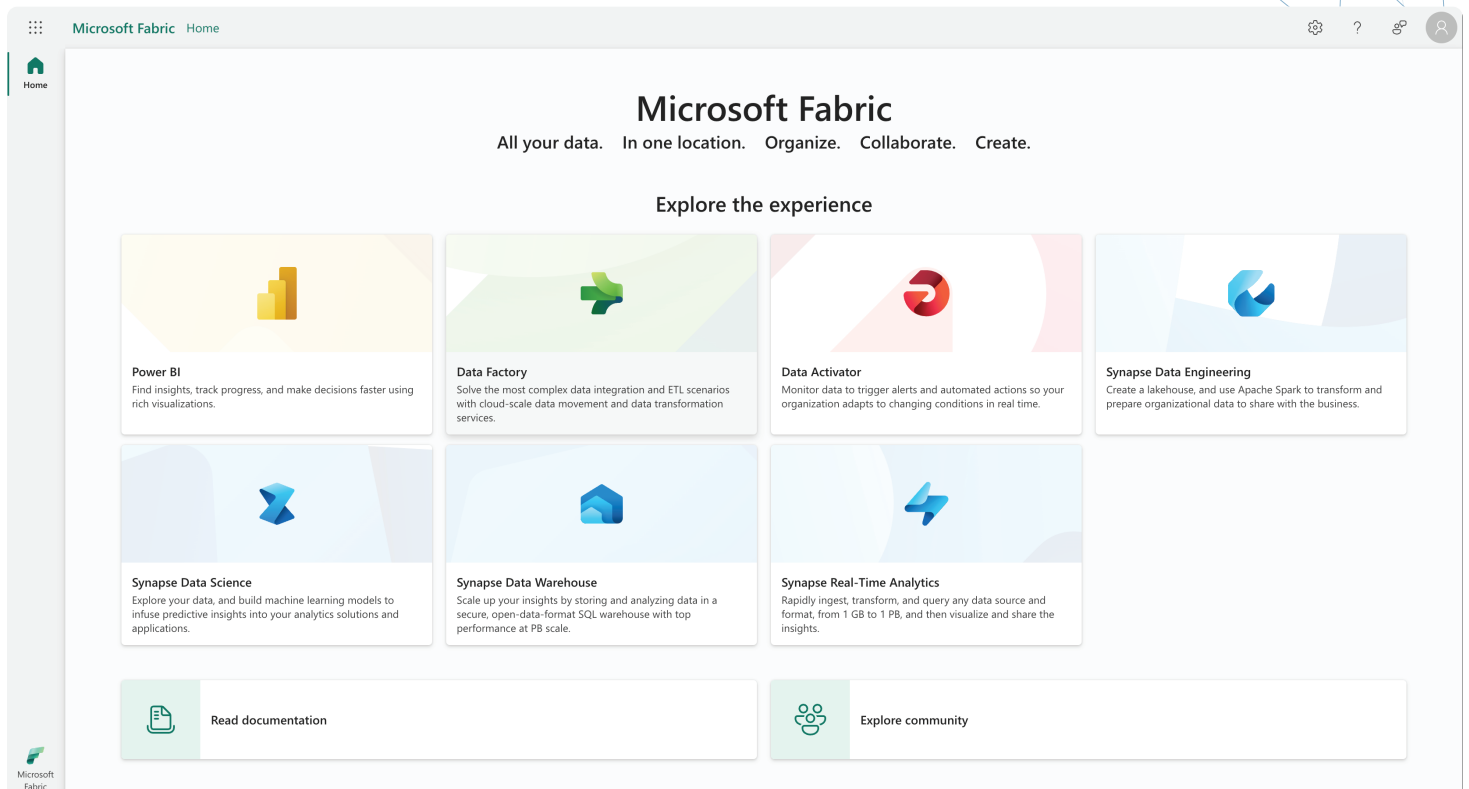 Microsoft Fabric Home
Home
Microsoft Fabric
All your data. In one location. Organize. Collaborate. Create.
Explore the experience
Power BI
Find insights, track progress, and make decisions faster using
rich visualizations.
Data Factory
Solve the most complex data integration and ETL scenarios
with cloud-scale data movement and data transformation
services.
Data Activator
Monitor data to trigger alerts and automated actions so your
organization adapts to changing conditions in real time.
Synapse Data Engineering
Create a lakehouse, and use Apache Spark to transform and
prepare organizational data to share with the business.
Synapse Data Science
Explore your data, and build machine learning models to
infuse predictive insights into your analytics solutions and
applications.
Synapse Data Warehouse
Scale up your insights by storing and analyzing data in a
secure, open-data-format SQL warehouse with top
performance at PB scale.
Synapse Real-Time Analytics
Rapidly ingest, transform, and query any data source and
format, from 1 GB to 1 PB, and then visualize and share the
insights.
Read documentation
Explore community
Microsoft
Fabric